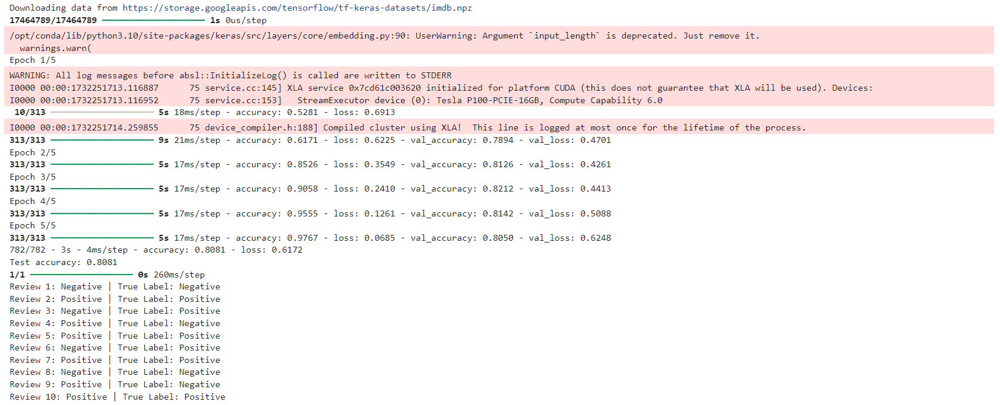 Downloading data from https://storage.googleapis.com/tensorflow/tf-keras-datasets/imdb.npz
17464789/17464789 ━━━━━━━━━━━━━━━━━━━━ 1s 0us/step
/opt/conda/lib/python3.10/site-packages/keras/src/layers/core/embedding.py:90: UserWarning: Argument `input_length` is deprecated. Just remove it.
  warnings.warn(
Epoch 1/5
WARNING: All log messages before absl::InitializeLog() is called are written to STDERR
I0000 00:00:1732251713.116887      75 service.cc:145] XLA service 0x7cd61c003620 initialized for platform CUDA (this does not guarantee that XLA will be used). Devices:
I0000 00:00:1732251713.116952      75 service.cc:153]   StreamExecutor device (0): Tesla P100-PCIE-16GB, Compute Capability 6.0
 10/313 ━━━━━━━━━━━━━━━━━━━━ 5s 18ms/step - accuracy: 0.5281 - loss: 0.6913
I0000 00:00:1732251714.259855      75 device_compiler.h:188] Compiled cluster using XLA!  This line is logged at most once for the lifetime of the process.
313/313 ━━━━━━━━━━━━━━━━━━━━ 9s 21ms/step - accuracy: 0.6171 - loss: 0.6225 - val_accuracy: 0.7894 - val_loss: 0.4701
Epoch 2/5
313/313 ━━━━━━━━━━━━━━━━━━━━ 5s 17ms/step - accuracy: 0.8526 - loss: 0.3549 - val_accuracy: 0.8126 - val_loss: 0.4261
Epoch 3/5
313/313 ━━━━━━━━━━━━━━━━━━━━ 5s 17ms/step - accuracy: 0.9058 - loss: 0.2410 - val_accuracy: 0.8212 - val_loss: 0.4413
Epoch 4/5
313/313 ━━━━━━━━━━━━━━━━━━━━ 5s 17ms/step - accuracy: 0.9555 - loss: 0.1261 - val_accuracy: 0.8142 - val_loss: 0.5088
Epoch 5/5
313/313 ━━━━━━━━━━━━━━━━━━━━ 5s 17ms/step - accuracy: 0.9767 - loss: 0.0685 - val_accuracy: 0.8050 - val_loss: 0.6248
782/782 - 3s - 4ms/step - accuracy: 0.8081 - loss: 0.6172
Test accuracy: 0.8081
1/1 ━━━━━━━━━━━━━━━━━━━━ 0s 260ms/step
Review 1: Negative | True Label: Negative
Review 2: Positive | True Label: Positive
Review 3: Negative | True Label: Positive
Review 4: Positive | True Label: Negative
Review 5: Positive | True Label: Positive
Review 6: Negative | True Label: Positive
Review 7: Positive | True Label: Positive
Review 8: Negative | True Label: Negative
Review 9: Positive | True Label: Negative
Review 10: Positive | True Label: Positive